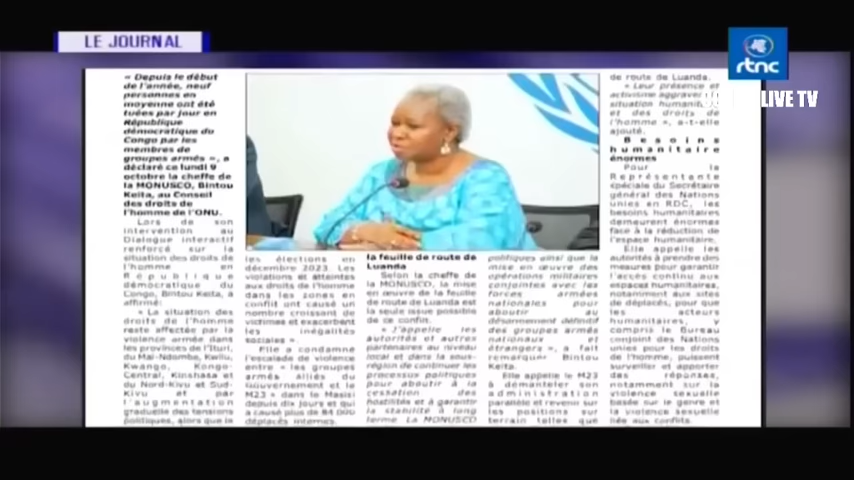 LE JOURNAL
rtnc
LIVE TV
« Depuis le début
de l'année, neuf
personnes en
moyenne ont été
tuées par jour en
République
démocratique du
Congo par les
membres de
groupes armés », a
déclaré ce lundi 9
octobre la cheffe de
la MONUSCO, Bintou
Keita, au Conseil
des droits de
l'homme de l'ONU.
Lors de son
intervention au
Dialogue interactif
renforcé sur la
situation des droits de
l'homme en
République
démocratique du
Congo, Bintou Keita, a
affirmé:
« La situation des
droits de l'homme
reste affectée par la
violence armée dans
les provinces de l'Ituri,
du Mai-Ndombe, Kwilu,
Kwango, Kongo-
Central, Kinshasa et
du Nord-Kivu et Sud-
Kivu et par
l'augmentation
graduelle des tensions
politiques, alors que le
les élections en
décembre 2023. Les
violations et atteintes
aux droits de l'homme
dans les zones en
conflit ont causé un
nombre croissant de
victimes et exacerbent
les inégalités
sociales ».
Elle a condamné
l'escalade de violence
entre « les groupes
armés alliés du
Gouvernement et le
M23 » dans le Masisi
depuis dix jours et qui
a causé plus de 84 000
déplacés internes.
la feuille de route de
Luanda
Selon la cheffe de
la MONUSCO, la mise
en œuvre de la feuille
de route de Luanda est
la seule issue possible
de ce conflit.
« J'appelle les
autorités et autres
partenaires au niveau
local et dans la sous-
région de continuer les
processus politiques
pour aboutir à la
cessation des
hostilités et à garantir
la stabilité à long
terme. La MONUSCO
politiques ainsi que la
mise en œuvre des
opérations militaires
conjointes avec les
forces armées
nationales pour
aboutir au
désarmement définitif
des groupes armés
nationaux et
étrangers », a fait
remarquer Bintou
Keita.
Elle appelle le M23
à démanteler son
administration
parallèle et revenir sur
les positions sur
terrain telles que
de route de Luanda.
« Leur présence et
activisme
situation
et des droits de
l'homme », a-t-elle
ajouté.
Besoins
humanitaire
énormes
Pour la
Représentante
spéciale du Secrétaire
général des Nations
unies en RDC, les
besoins humanitaires
demeurent énormes
face à la réduction de
l'espace humanitaire.
Elle appelle les
autorités à prendre des
mesures pour garantir
l'accès continu aux
espaces humanitaires,
notamment aux sites
de déplacés, pour que
les acteurs
humanitaires, y
compris le Bureau
conjoint des Nations
unies pour les droits
de l'homme, puissent
surveiller et apporter
des réponses,
notamment sur la
violence sexuelle
basée sur le genre et
la violence sexuelle
liée aux conflits.